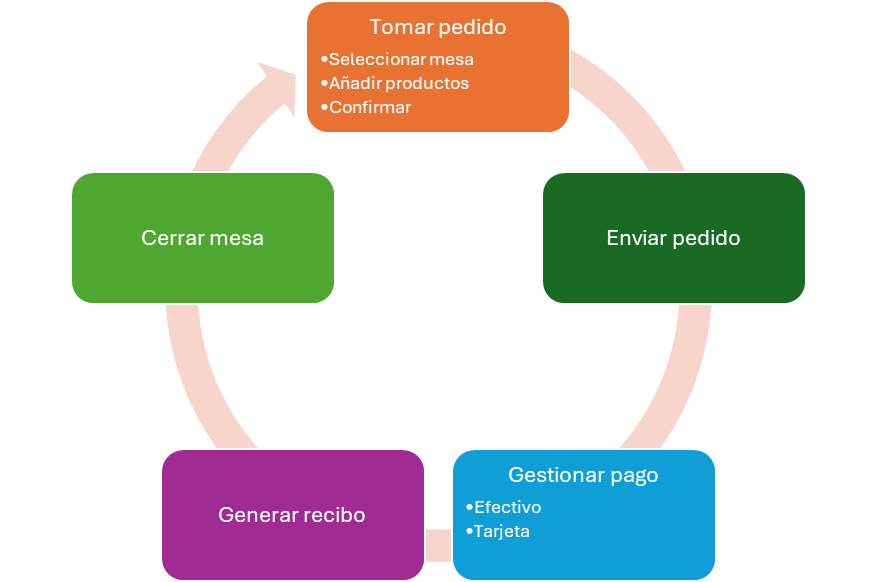 Tomar pedido
•Seleccionar mesa
•Añadir productos
•Confirmar
Enviar pedido
Gestionar pago
•Efectivo
•Tarjeta
Generar recibo
Cerrar mesa